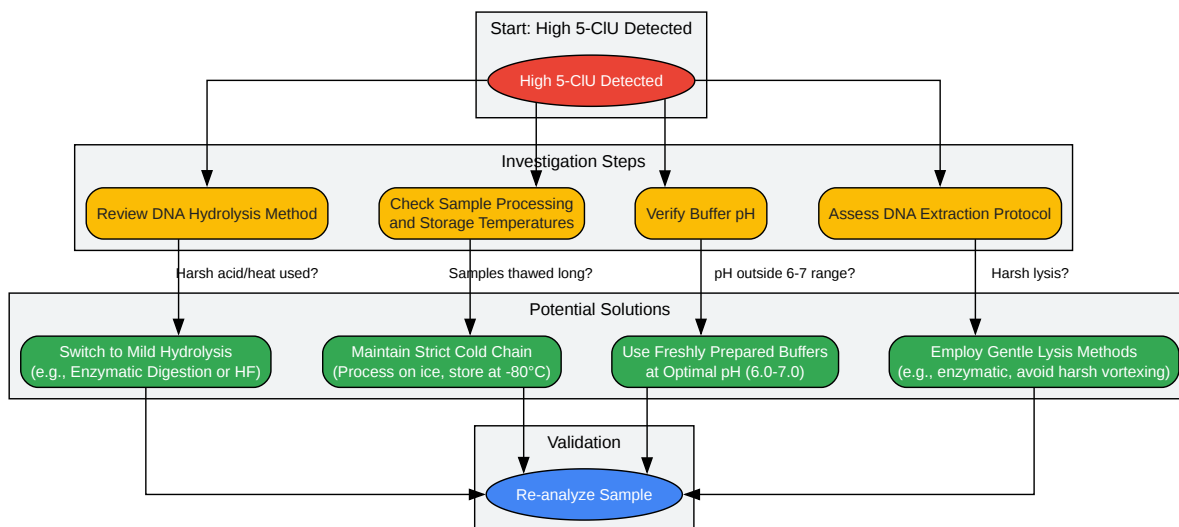 Start: High 5-ClU Detected
High 5-ClU Detected
Investigation Steps
Review DNA Hydrolysis Method
Check Sample Processing
and Storage Temperatures
Verify Buffer pH
Assess DNA Extraction Protocol
Harsh acid/heat used?
Samples thawed long?
pH outside 6-7 range?
Harsh lysis?
Potential Solutions
Switch to Mild Hydrolysis
(e.g., Enzymatic Digestion or HF)
Maintain Strict Cold Chain
(Process on ice, store at -80°C)
Use Freshly Prepared Buffers
at Optimal pH (6.0-7.0)
Employ Gentle Lysis Methods
(e.g., enzymatic, avoid harsh vortexing)
Validation
Re-analyze Sample